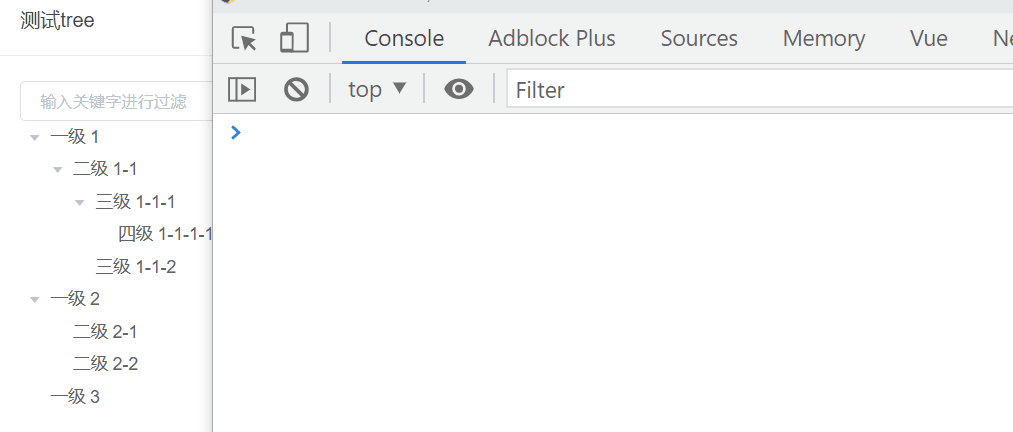 测试tree
Console Adblock Plus Sources Memory Vue
top Filter
输入关键字进行过滤
一级 1
二级 1-1
三级 1-1-1
四级 1-1-1-1
三级 1-1-2
一级 2
二级 2-1
二级 2-2
一级 3